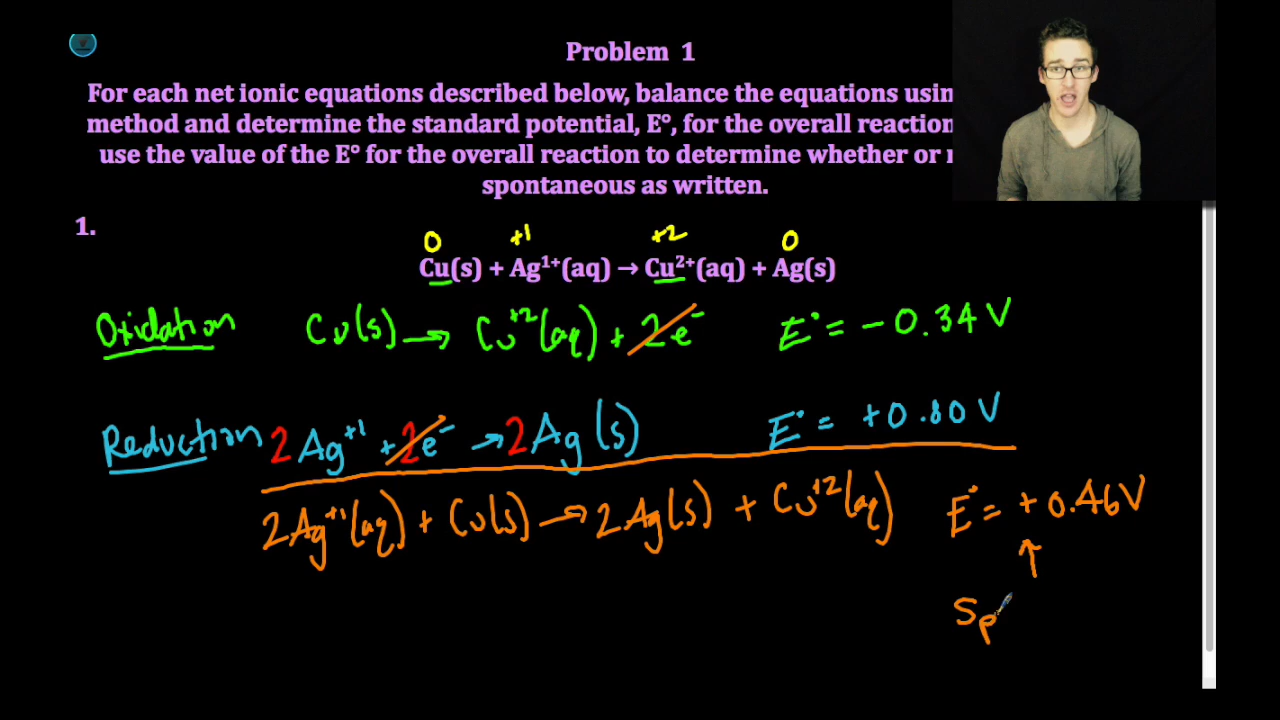 Problem 1
For each net ionic equations described below, balance the equations usin
method and determine the standard potential, E°, for the overall reaction
use the value of the E° for the overall reaction to determine whether or
spontaneous as written.
1.
0 +1 +2 0
Cu(s) + Ag¹⁺(aq) → Cu²⁺(aq) + Ag(s)
Oxidation Cu(s) → Cu⁺²(aq) + 2e⁻ E° = -0.34 V
Reduction 2Ag⁺¹ + 2e⁻ → 2Ag(s) E° = +0.80 V
2Ag⁺¹(aq) + Cu(s) → 2Ag(s) + Cu⁺²(aq) E° = +0.46V
↑
Sp